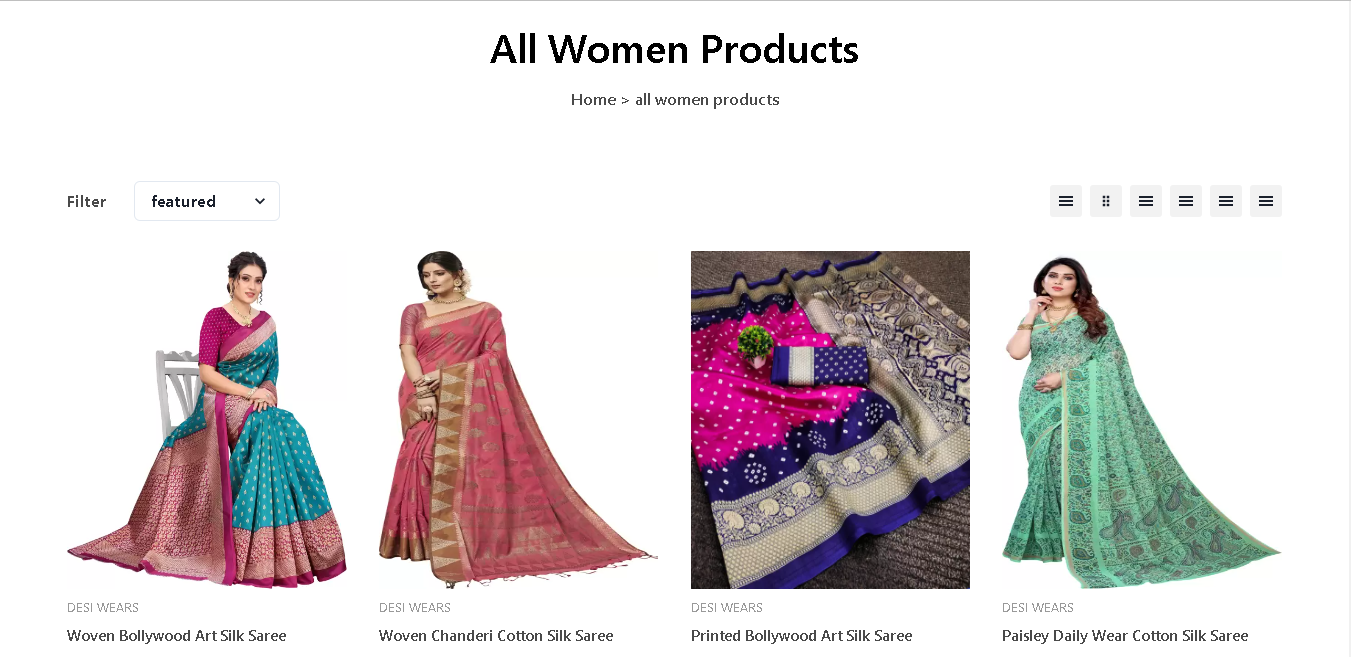 All Women Products
Home > all women products
Filter
featured
DESI WEARS
Woven Bollywood Art Silk Saree
DESI WEARS
Woven Chanderi Cotton Silk Saree
DESI WEARS
Printed Bollywood Art Silk Saree
DESI WEARS
Paisley Daily Wear Cotton Silk Saree